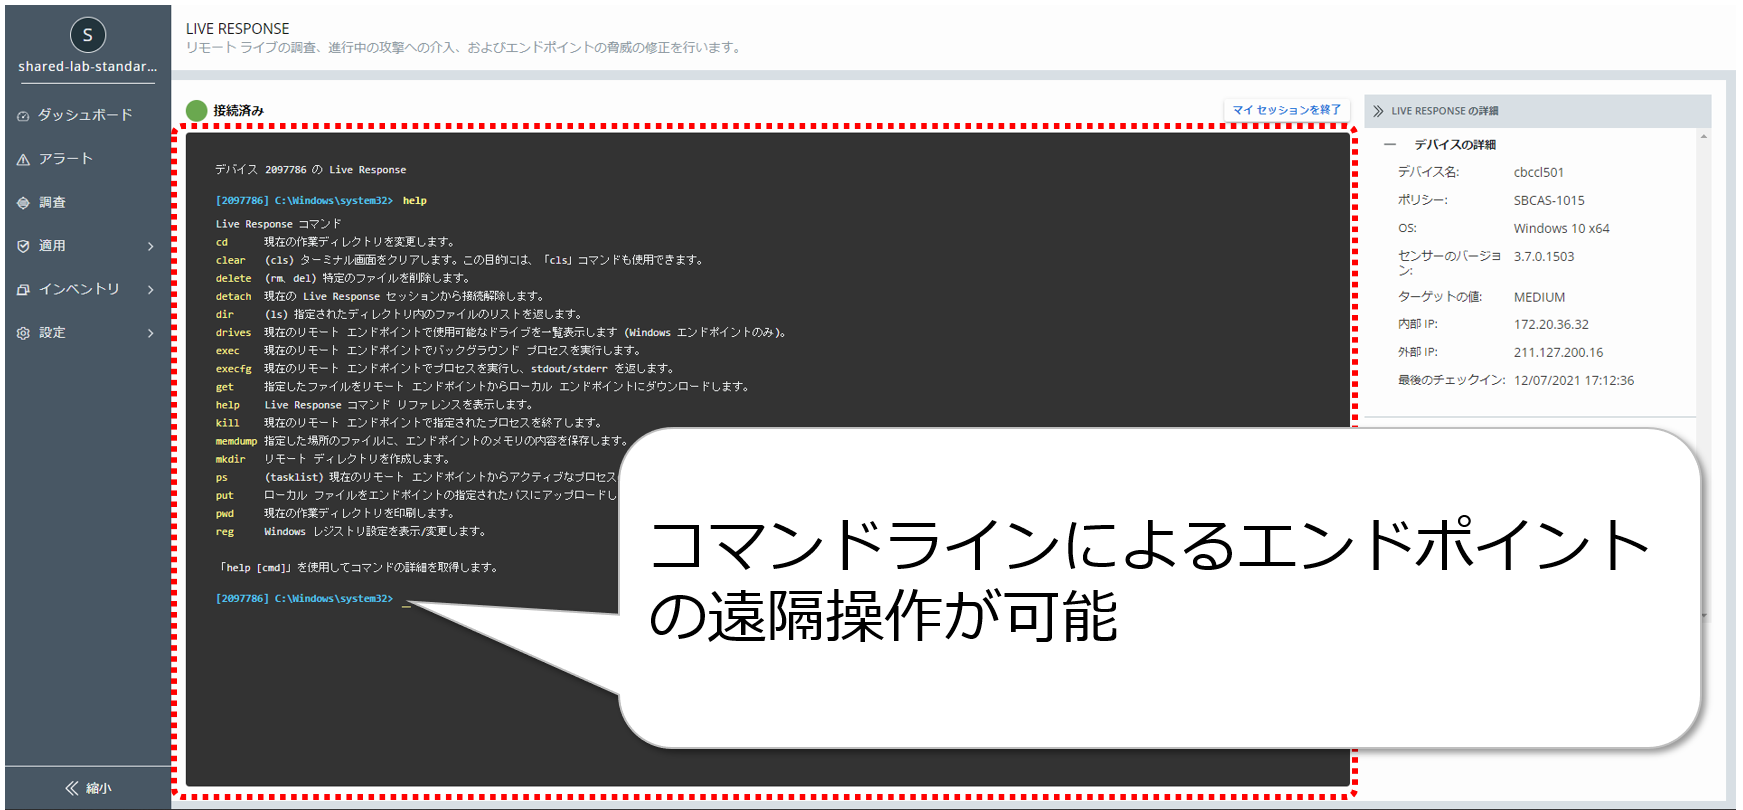 S
shared-lab-standar...
ダッシュボード
アラート
調査
適用
インベントリ
設定
縮小
LIVE RESPONSE
リモート ライブの調査、進行中の攻撃への介入、およびエンドポイントの脅威の修正を行います。
接続済み
マイ セッションを終了
デバイス 2097786 の Live Response
[2097786] C:\Windows\system32> help
Live Response コマンド
cd 現在の作業ディレクトリを変更します。
clear (cls) ターミナル画面をクリアします。この目的には、「cls」コマンドも使用できます。
delete (rm、del) 特定のファイルを削除します。
detach 現在の Live Response セッションから接続解除します。
dir (ls) 指定されたディレクトリ内のファイルのリストを返します。
drives 現在のリモート エンドポイントで使用可能なドライブを一覧表示します (Windows エンドポイントのみ)。
exec 現在のリモート エンドポイントでバックグラウンド プロセスを実行します。
execfg 現在のリモート エンドポイントでプロセスを実行し、stdout/stderr を返します。
get 指定したファイルをリモート エンドポイントからローカル エンドポイントにダウンロードします。
help Live Response コマンド リファレンスを表示します。
kill 現在のリモート エンドポイントで指定されたプロセスを終了します。
memdump 指定した場所のファイルに、エンドポイントのメモリの内容を保存します。
mkdir リモート ディレクトリを作成します。
ps (tasklist) 現在のリモート エンドポイントからアクティブなプロセス
put ローカル ファイルをエンドポイントの指定されたパスにアップロードし
pwd 現在の作業ディレクトリを印刷します。
reg Windows レジストリ設定を表示/変更します。
「help [cmd]」を使用してコマンドの詳細を取得します。
[2097786] C:\Windows\system32> _
コマンドラインによるエンドポイント
の遠隔操作が可能
LIVE RESPONSE の詳細
デバイスの詳細
デバイス名: cbccl501
ポリシー: SBCAS-1015
OS: Windows 10 x64
センサーのバージョ 3.7.0.1503
ン:
ターゲットの値: MEDIUM
内部 IP: 172.20.36.32
外部 IP: 211.127.200.16
最後のチェックイン: 12/07/2021 17:12:36